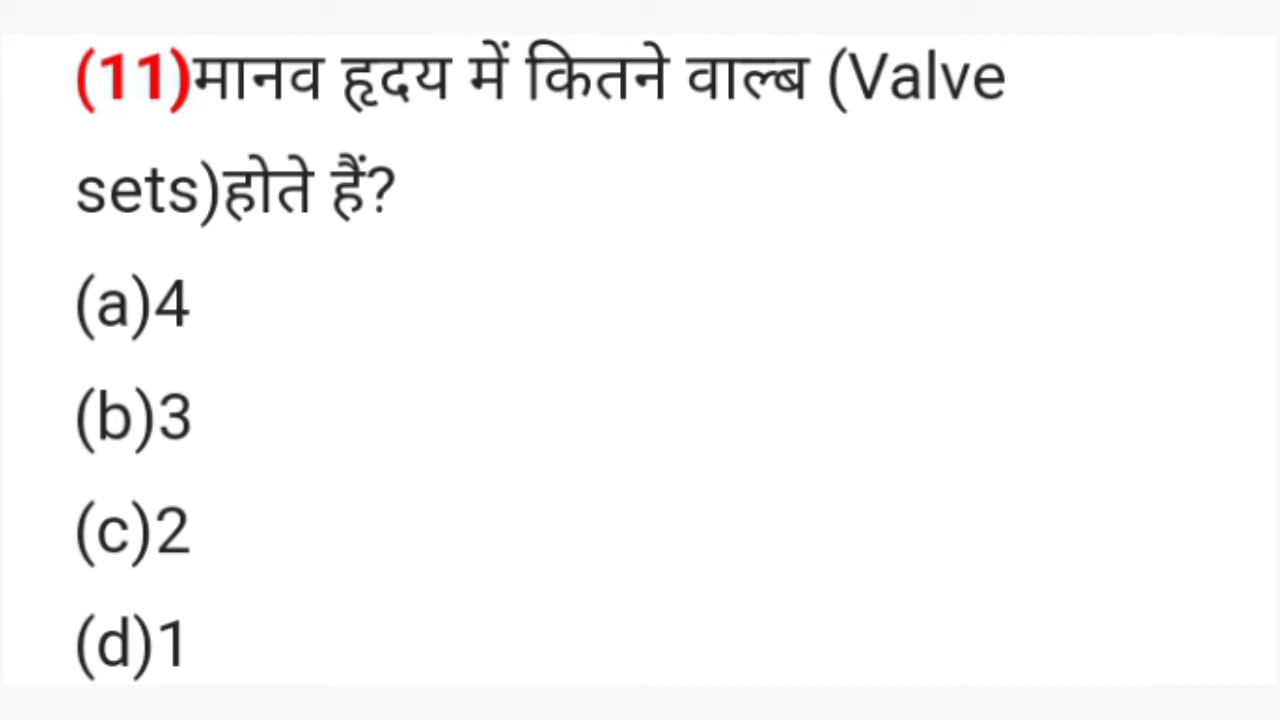 (11)मानव हृदय में कितने वाल्ब (Valve
sets)होते हैं?
(a)4
(b)3
(c)2
(d)1